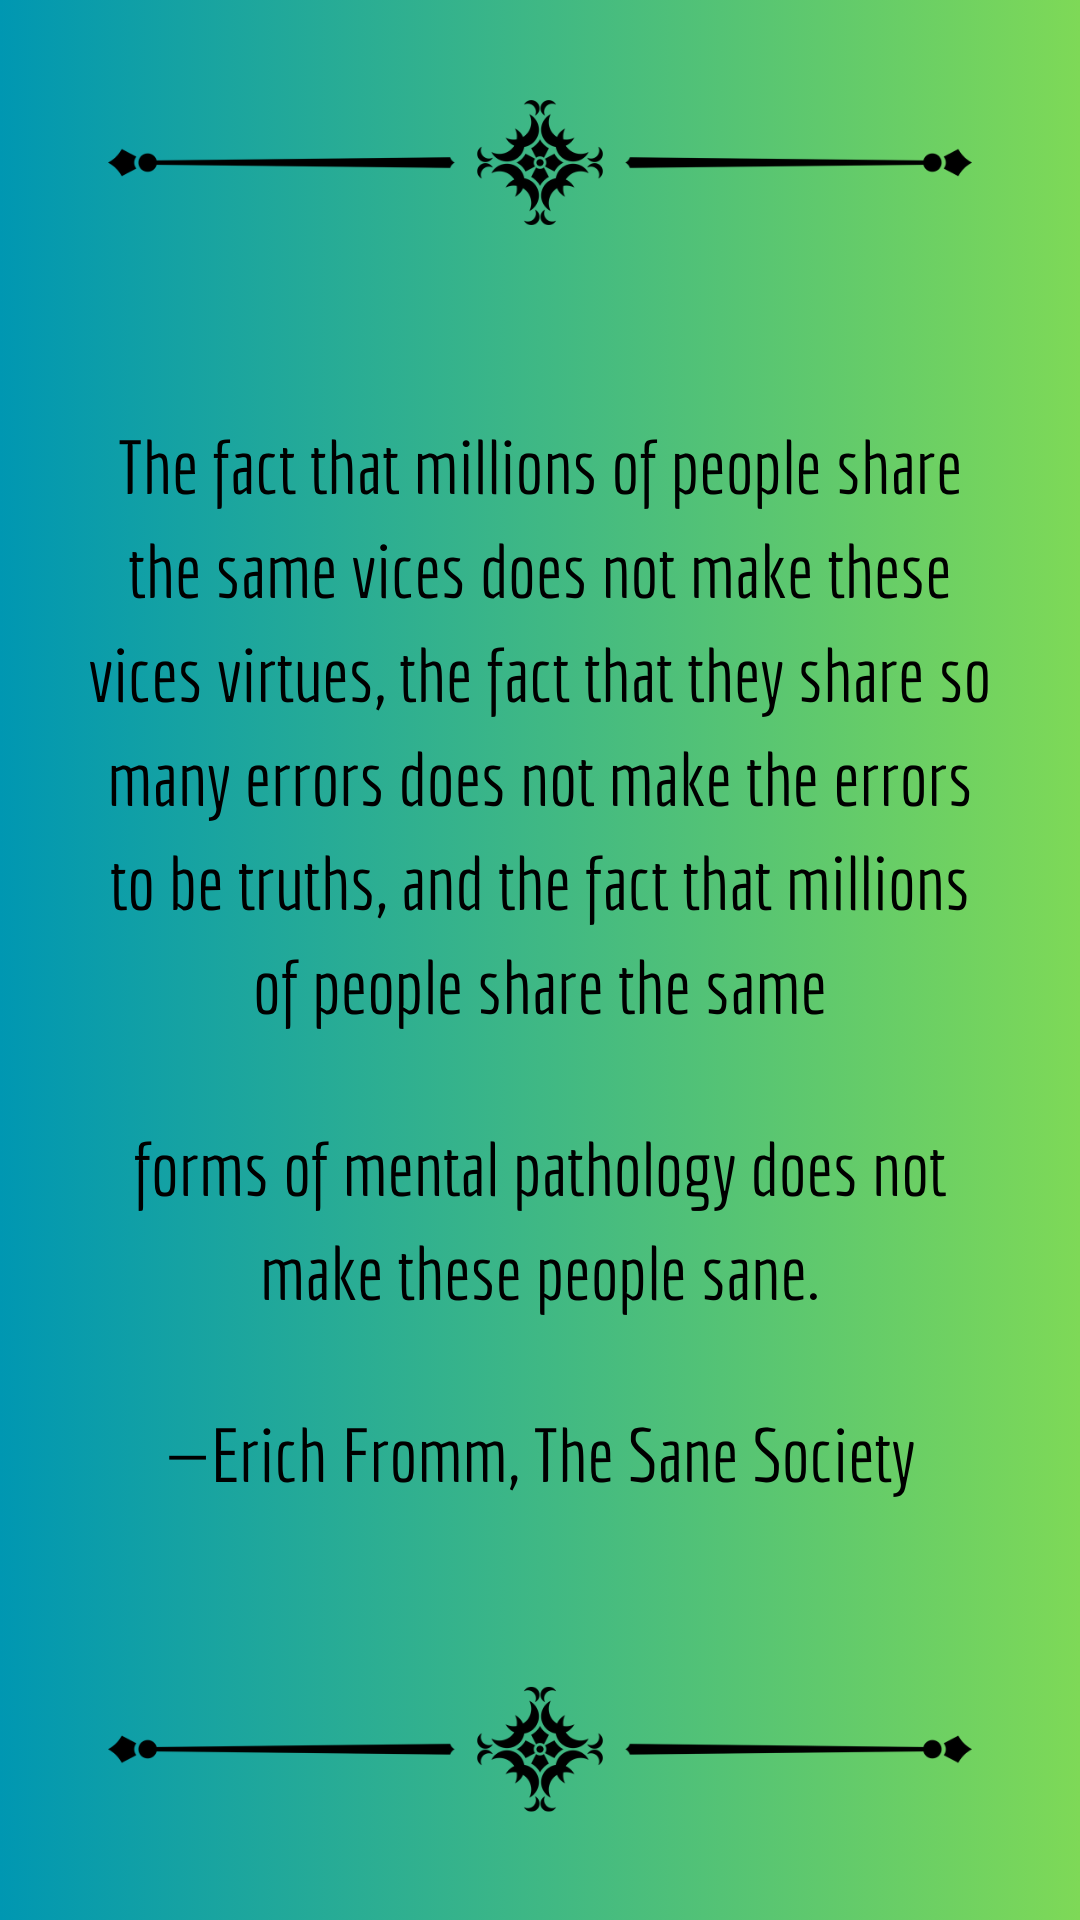 The fact that millions of people share
the same vices does not make these
vices virtues, the fact that they share so
many errors does not make the errors
to be truths, and the fact that millions
of people share the same
forms of mental pathology does not
make these people sane.
—Erich Fromm, The Sane Society